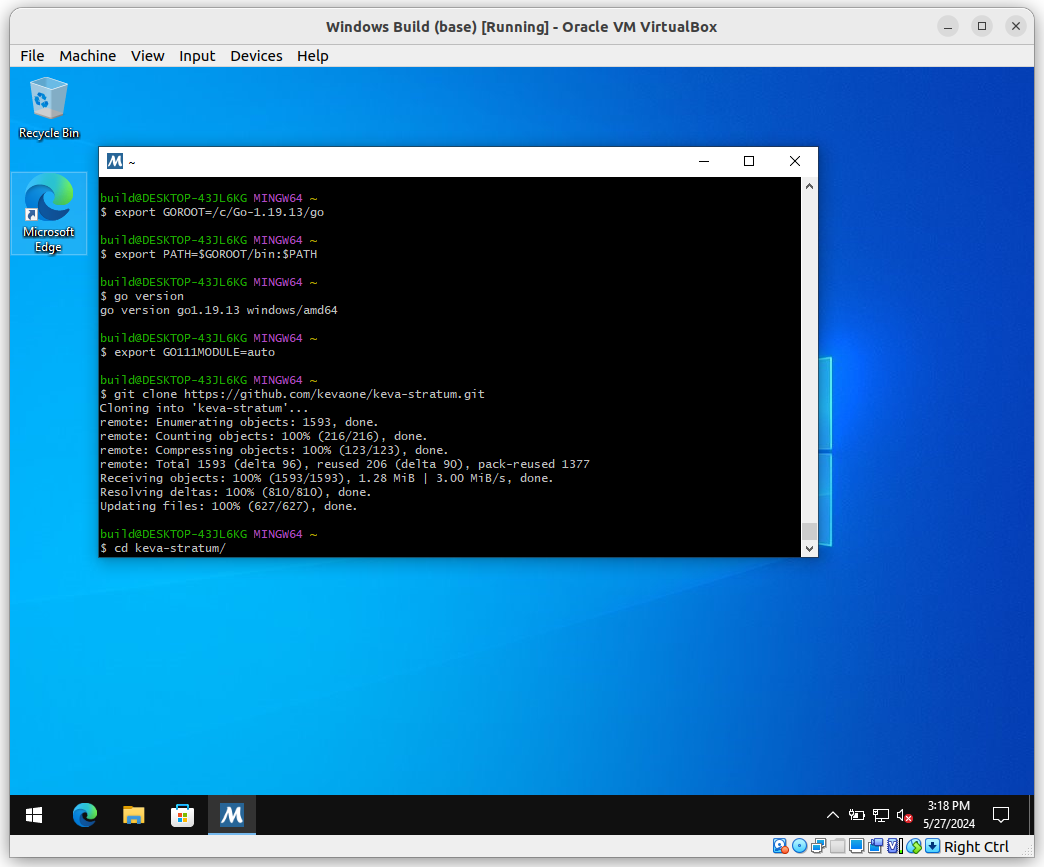 Windows Build (base) [Running] - Oracle VM VirtualBox
File Machine View Input Devices Help
Recycle Bin
Microsoft
Edge
~
build@DESKTOP-43JL6KG MINGW64 ~
$ export GOROOT=/c/Go-1.19.13/go
build@DESKTOP-43JL6KG MINGW64 ~
$ export PATH=$GOROOT/bin:$PATH
build@DESKTOP-43JL6KG MINGW64 ~
$ go version
go version go1.19.13 windows/amd64
build@DESKTOP-43JL6KG MINGW64 ~
$ export GO111MODULE=auto
build@DESKTOP-43JL6KG MINGW64 ~
$ git clone https://github.com/kevaone/keva-stratum.git
Cloning into 'keva-stratum'...
remote: Enumerating objects: 1593, done.
remote: Counting objects: 100% (216/216), done.
remote: Compressing objects: 100% (123/123), done.
remote: Total 1593 (delta 96), reused 206 (delta 90), pack-reused 1377
Receiving objects: 100% (1593/1593), 1.28 MiB | 3.00 MiB/s, done.
Resolving deltas: 100% (810/810), done.
Updating files: 100% (627/627), done.
build@DESKTOP-43JL6KG MINGW64 ~
$ cd keva-stratum/
3:18 PM
5/27/2024
Right Ctrl